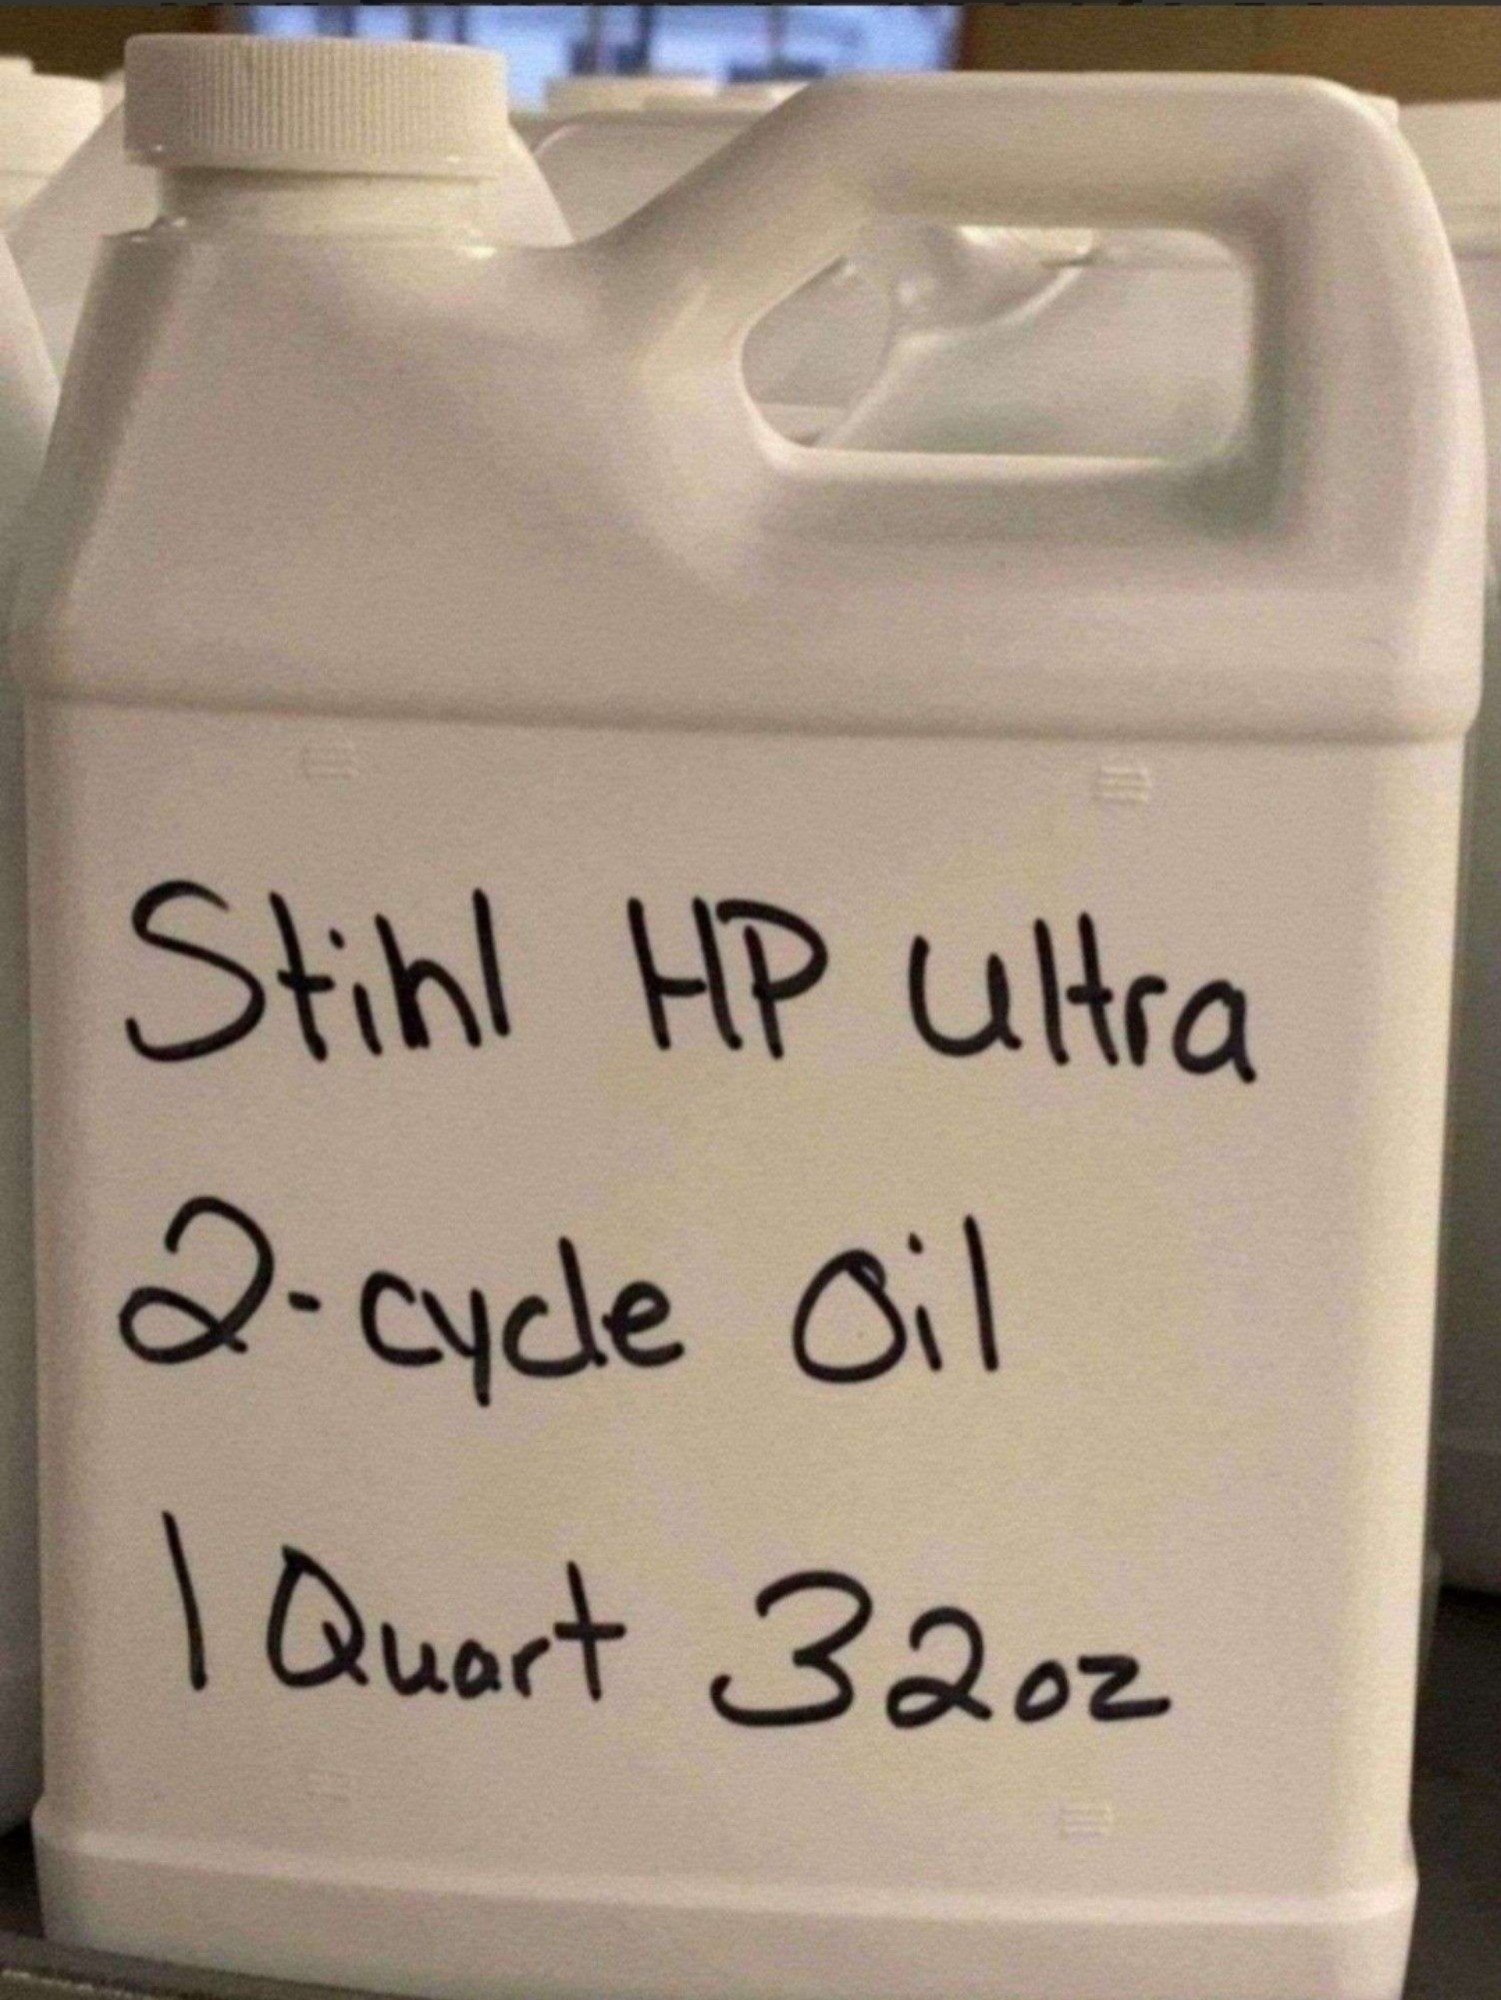 Stihl HP Ultra
2-cycle Oil
1 Quart 32oz